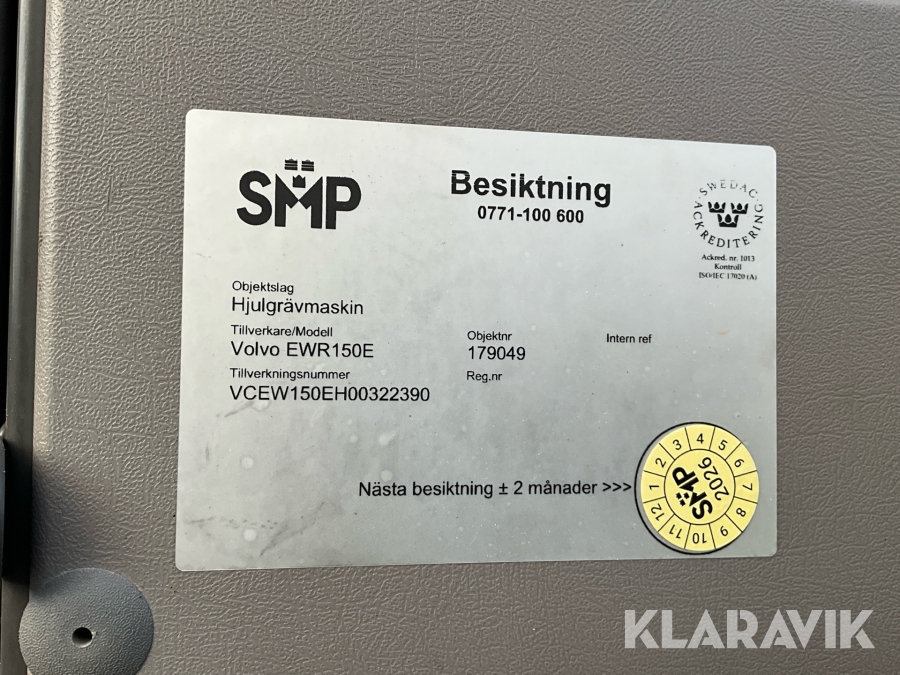 SMP
Besiktning
0771-100 600
SWEDAC
ACKREDITERING
Ackred. nr. 1013
Kontroll
ISO/IEC 17020 (A)
Objektslag
Hjulgrävmaskin
Tillverkare/Modell
Volvo EWR150E
Objektnr
179049
Intern ref
Tillverkningsnummer
VCEW150EH00322390
Reg.nr
Nästa besiktning ± 2 månader >>>
1 2 3 4 5 6 7 8 9 10 11 12
SMP
2026
KLARAVIK